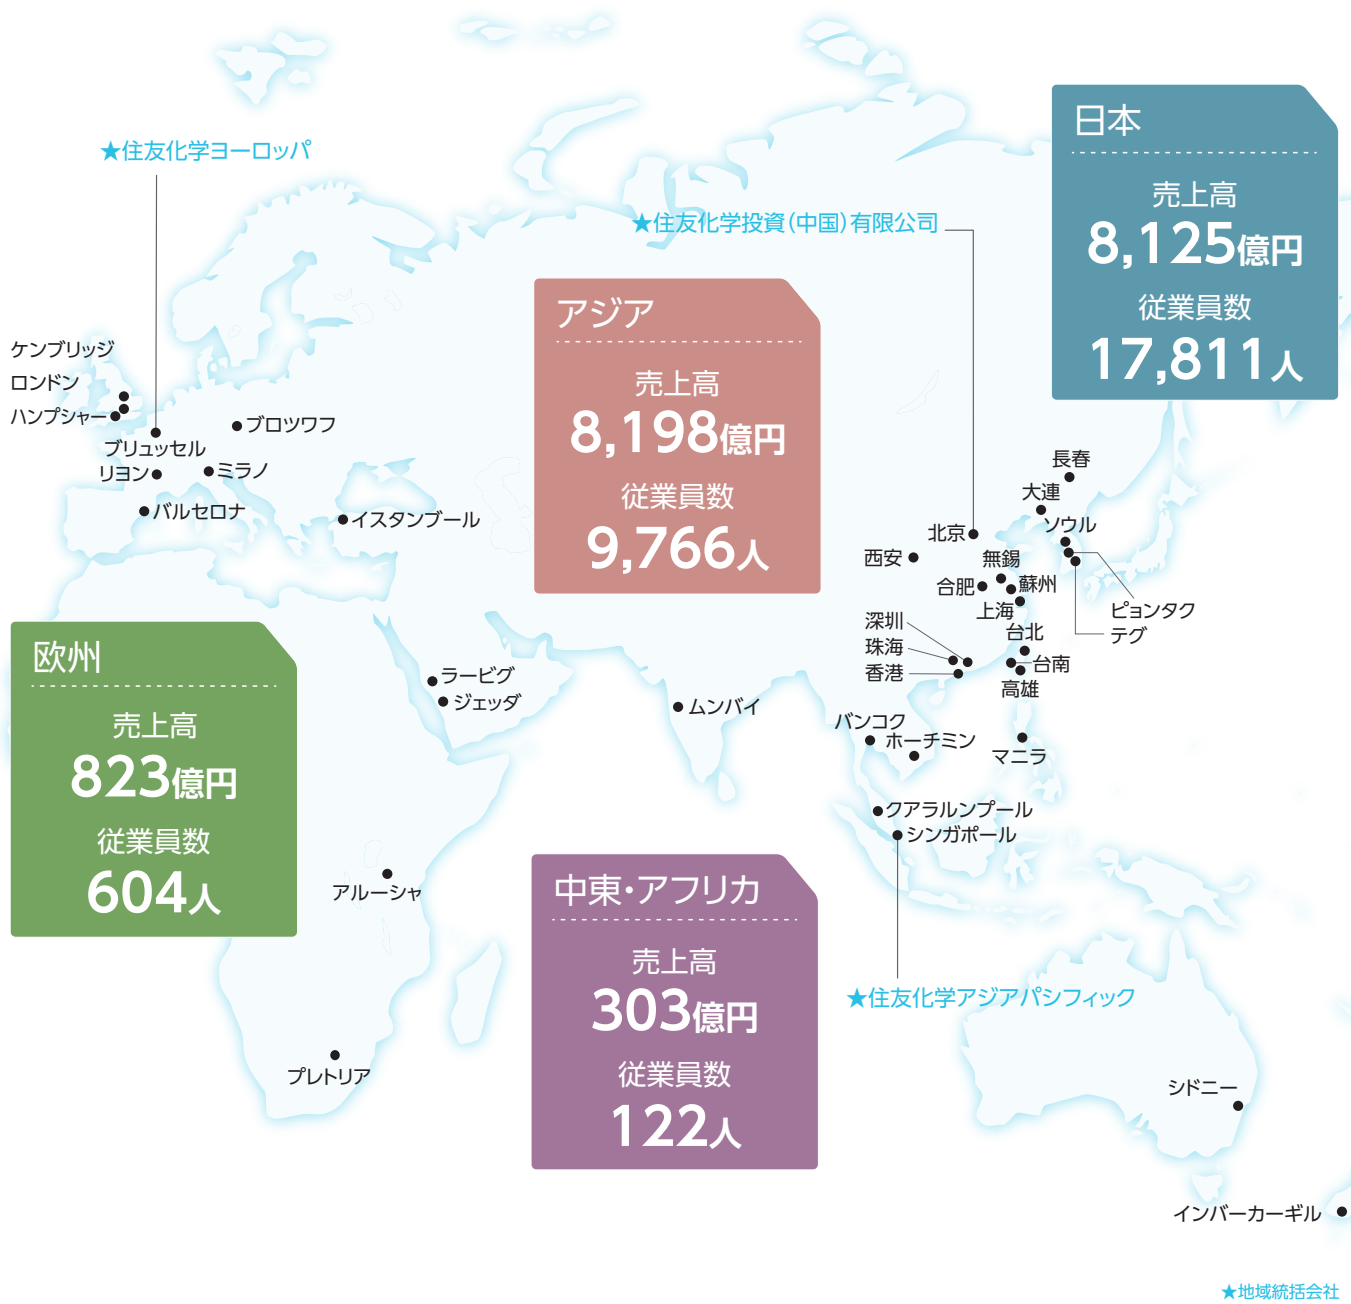 ★住友化学ヨーロッパ
★住友化学投資（中国）有限公司
日本
売上高
8,125億円
従業員数
17,811人
アジア
売上高
8,198億円
従業員数
9,766人
ケンブリッジ
ロンドン
ハンプシャー
ブリュッセル
リヨン
ミラノ
ブロツワフ
バルセロナ
イスタンブール
長春
大連
ソウル
北京
西安
無錫
合肥
蘇州
上海
ピョンタク
テグ
深圳
珠海
香港
台北
台南
高雄
欧州
売上高
823億円
従業員数
604人
ラービグ
ジェッダ
ムンバイ
バンコク
ホーチミン
マニラ
クアラルンプール
シンガポール
アルーシャ
プレトリア
中東・アフリカ
売上高
303億円
従業員数
122人
★住友化学アジアパシフィック
シドニー
インバーカーギル
★地域統括会社